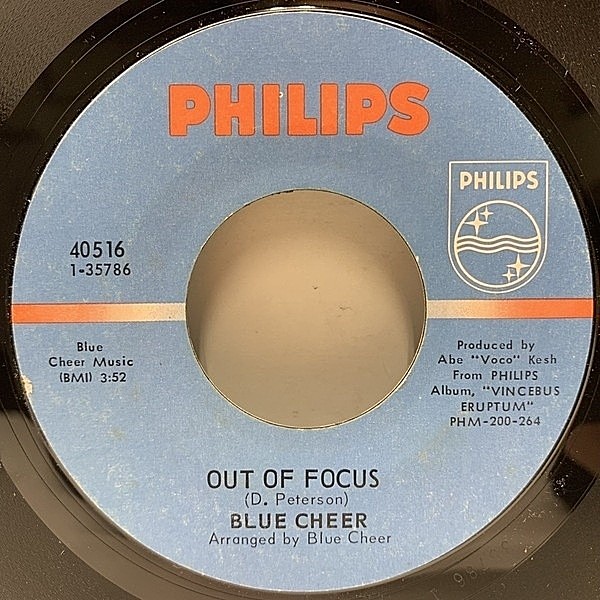 PHILIPS
PHILIPS
40516
1-35786
Blue
Cheer Music
(BMI) 3:52
Produced by
Abe "Voco" Kesh
From PHILIPS
Album, "VINCEBUS
ERUPTUM"
PHM-200-264
OUT OF FOCUS
(D. Peterson)
BLUE CHEER
Arranged by Blue Cheer